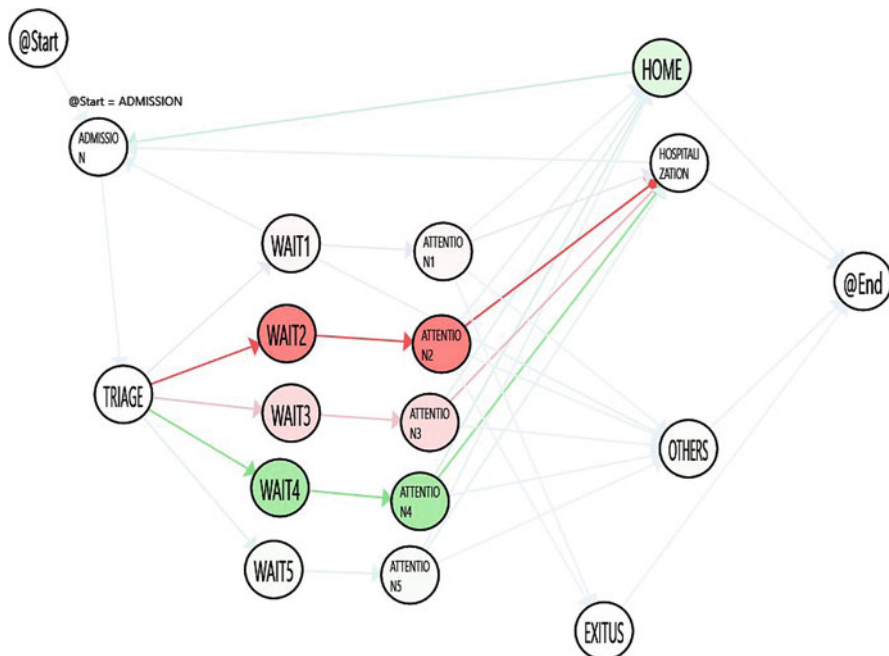 @Start
HOME
@Start = ADMISSION
ADMISSIO
N
HOSPITALI
ZATION
WAIT1
ATTENTIO
N1
@End
WAIT2
ATTENTIO
N2
TRIAGE
WAIT3
ATTENTIO
N3
OTHERS
WAIT4
ATTENTIO
N4
WAIT5
ATTENTIO
N5
EXITUS